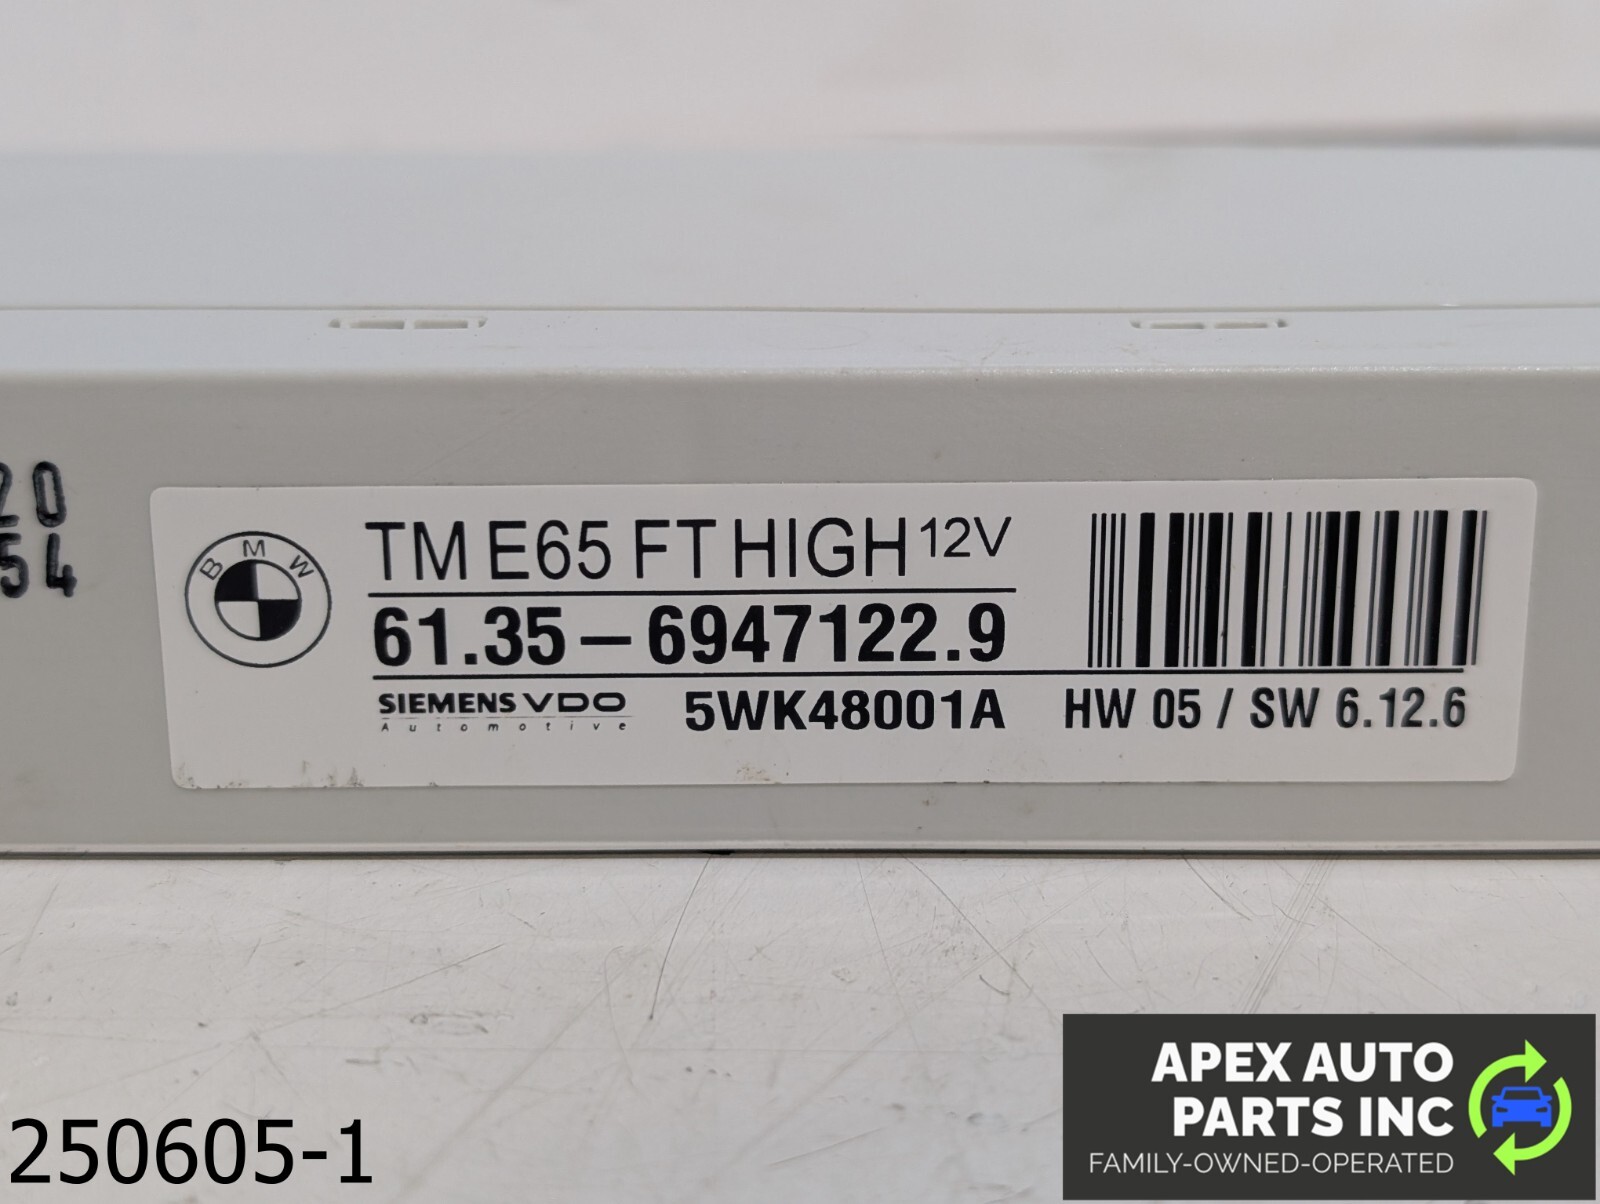 20
54
BMW
TM E65 FT HIGH 12V
61.35 – 6947122.9
SIEMENS VDO
Automotive
5WK48001A
HW 05 / SW 6.12.6
250605-1
APEX AUTO
PARTS INC
FAMILY-OWNED-OPERATED